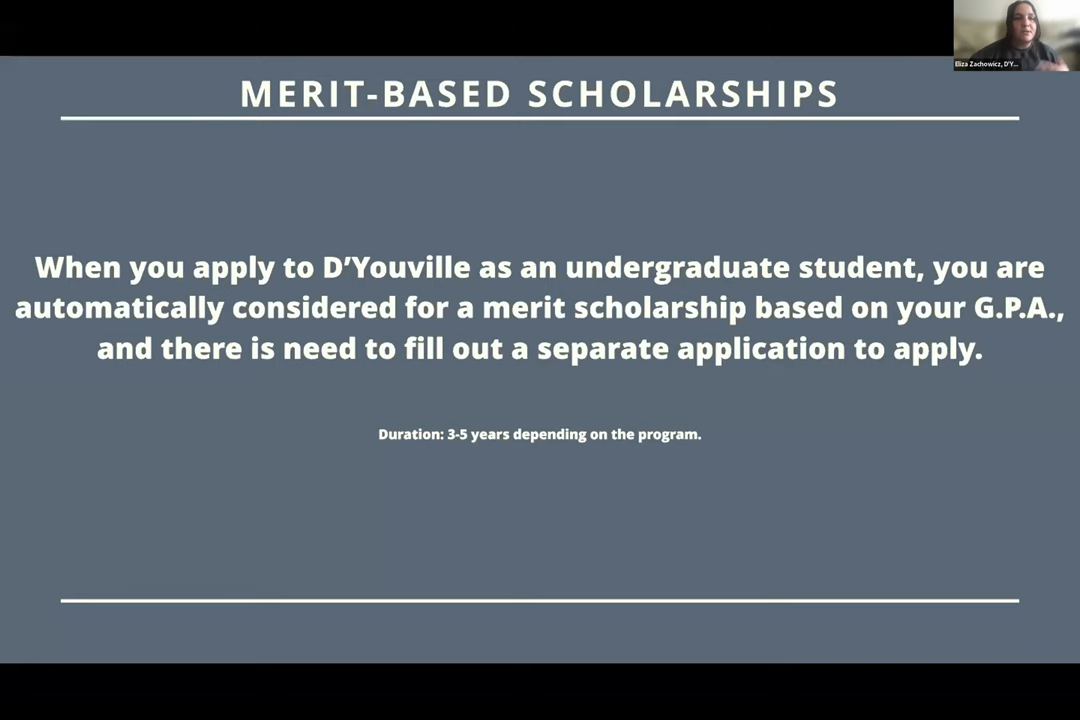 Eliza Zachowicz, D'Y...
MERIT-BASED SCHOLARSHIPS
When you apply to D’Youville as an undergraduate student, you are
automatically considered for a merit scholarship based on your G.P.A.,
and there is need to fill out a separate application to apply.
Duration: 3-5 years depending on the program.